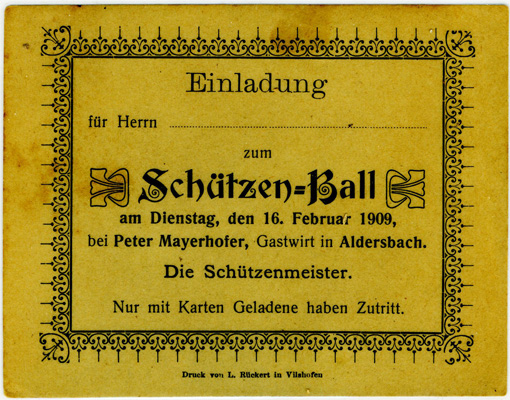 Einladung
für Herrn
zum
Schützen=Ball
am Dienstag, den 16. Februar 1909,
bei Peter Mayerhofer, Gastwirt in Aldersbach.
Die Schützenmeister.
Nur mit Karten Geladene haben Zutritt.
Druck von L. Rückert in Vilshofen